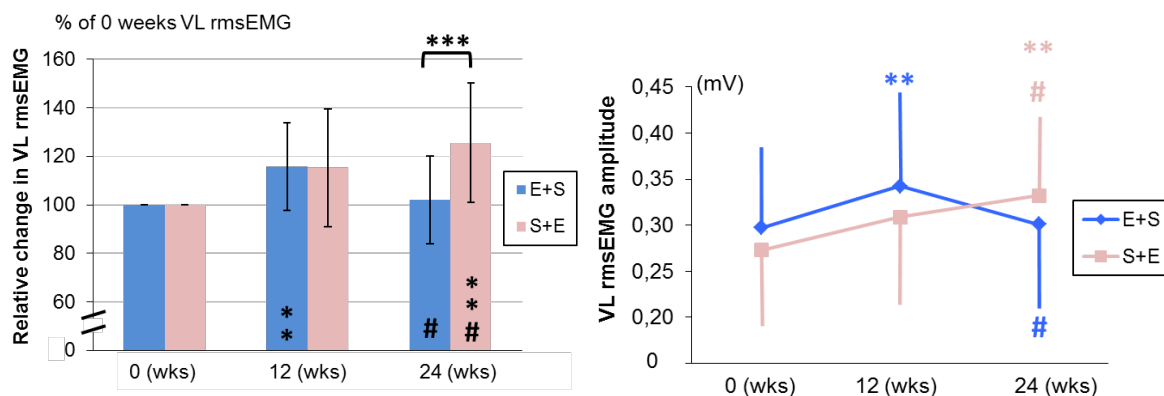 % of 0 weeks VL rmsEMG
Relative change in VL rmsEMG
160
140
120
100
80
60
0
***
**
#
**
#
0 (wks)
12 (wks)
24 (wks)
E+S
S+E
VL rmsEMG amplitude
(mV)
0,45
0,40
0,35
0,30
0,25
0,20
0
**
**
#
#
0 (wks)
12 (wks)
24 (wks)
E+S
S+E